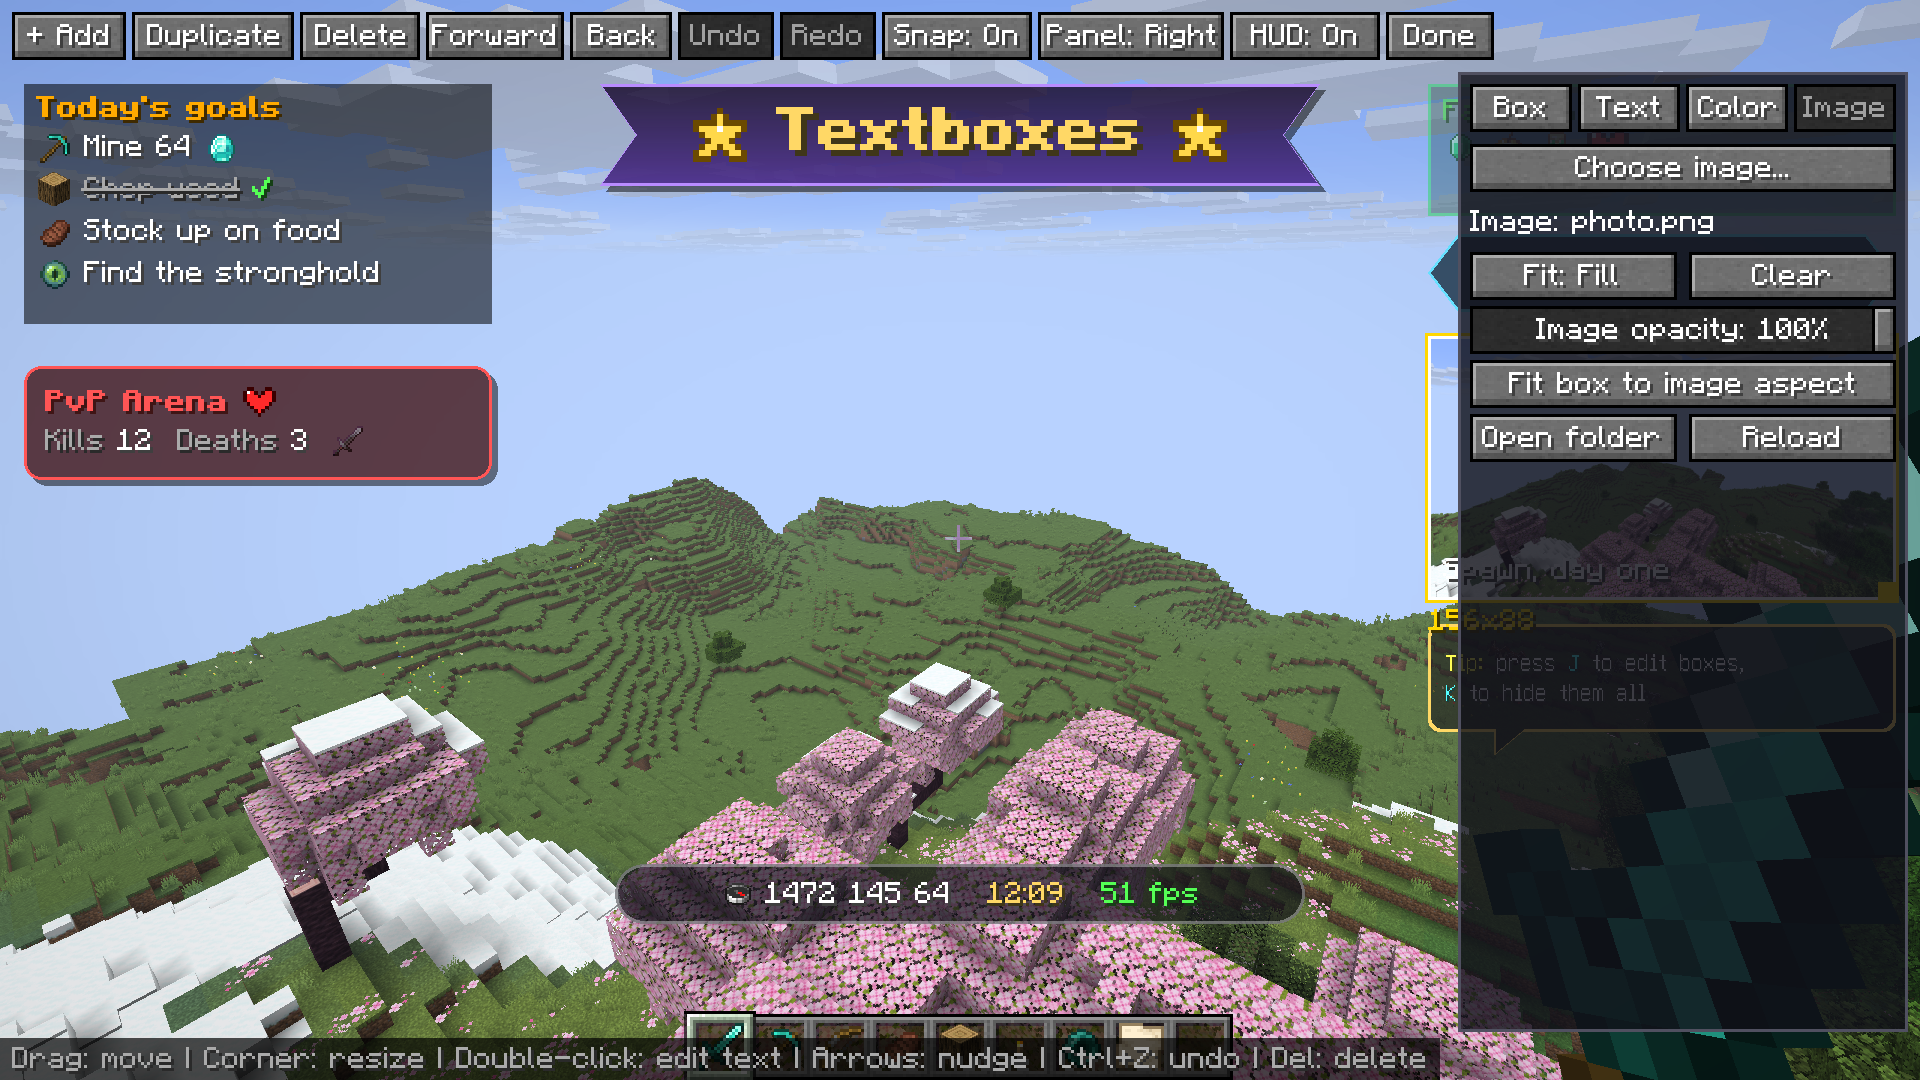 + Add Duplicate Delete Forward Back Undo Redo Snap: On Panel: Right HUD: On Done
Today's goals
Mine 64
Chop wood
Stock up on food
Find the stronghold
PvP Arena
Kills 12 Deaths 3
Textboxes
Box Text Color Image
Choose image...
Image: photo.png
Fit: Fill Clear
Image opacity: 100%
Fit box to image aspect
Open folder Reload
Spawn, day one
156x88
Tip: press J to edit boxes,
K to hide them all
1472 145 64 12:09 51 fps
Drag: move | Corner: resize | Double-click: edit text | Arrows: nudge | Ctrl+Z: undo | Del: delete